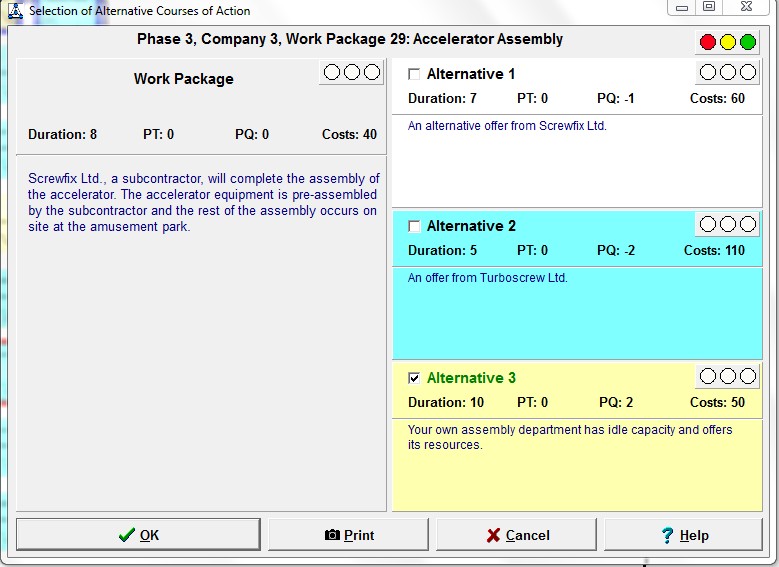 Selection of Alternative Courses of Action
Phase 3, Company 3, Work Package 29: Accelerator Assembly
Work Package
Duration: 8 PT: 0 PQ: 0 Costs: 40
Screwfix Ltd., a subcontractor, will complete the assembly of
the accelerator. The accelerator equipment is pre-assembled
by the subcontractor and the rest of the assembly occurs on
site at the amusement park.
Alternative 1
Duration: 7 PT: 0 PQ: -1 Costs: 60
An alternative offer from Screwfix Ltd.
Alternative 2
Duration: 5 PT: 0 PQ: -2 Costs: 110
An offer from Turboscrew Ltd.
Alternative 3
Duration: 10 PT: 0 PQ: 2 Costs: 50
Your own assembly department has idle capacity and offers
its resources.
OK Print Cancel ? Help